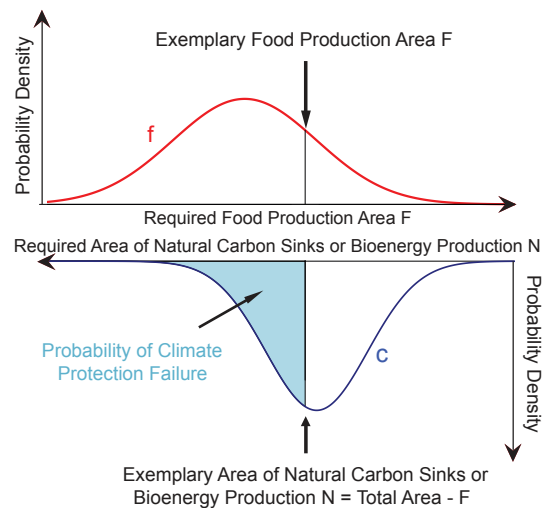 Exemplary Food Production Area F
Probability Density
f
Required Food Production Area F
Required Area of Natural Carbon Sinks or Bioenergy Production N
Probability of Climate
Protection Failure
c
Probability Density
Exemplary Area of Natural Carbon Sinks or
Bioenergy Production N = Total Area - F